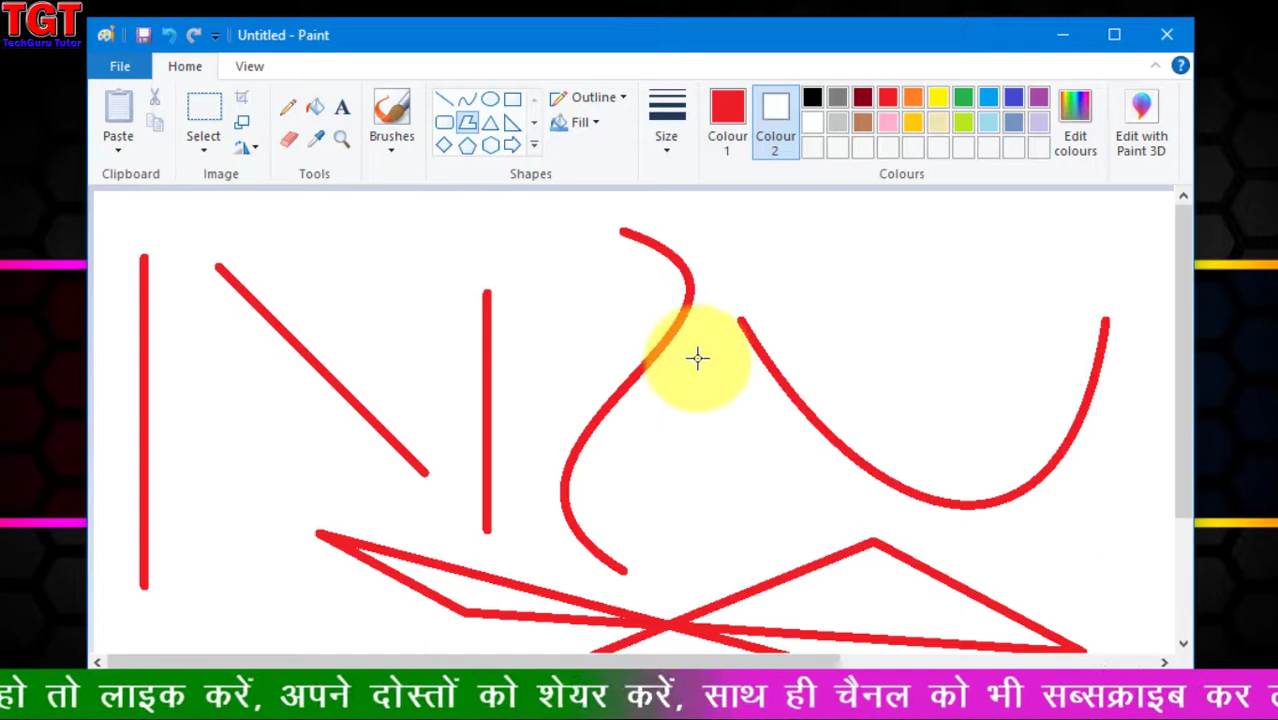 TGT
TechGuru Tutor
Untitled - Paint
File Home View
Paste Select Brushes Outline Fill Size Colour 1 Colour 2 Edit colours Edit with Paint 3D
Clipboard Image Tools Shapes Colours
हो तो लाइक करें, अपने दोस्तों को शेयर करें, साथ ही चैनल को भी सब्सक्राइब कर